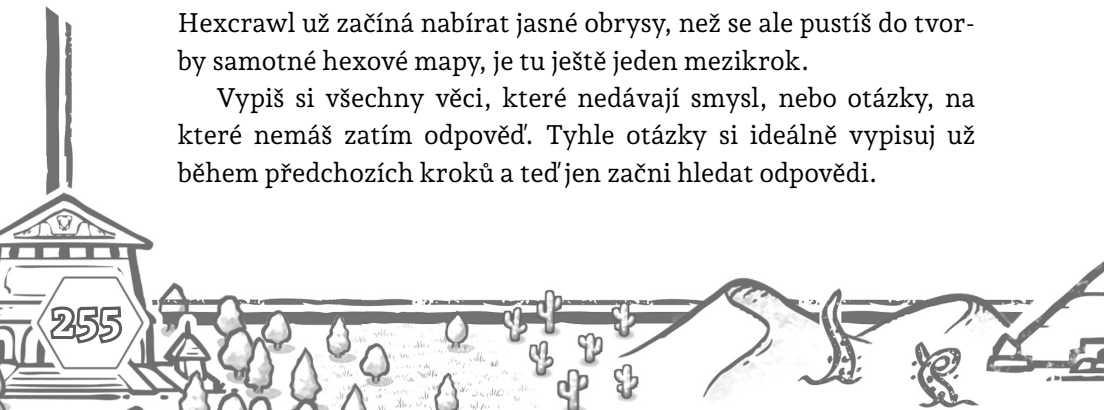 Hexcrawl už začíná nabírat jasné obrysy, než se ale pustíš do tvor-
by samotné hexové mapy, je tu ještě jeden mezikrok.
Vypiš si všechny věci, které nedávají smysl, nebo otázky, na
které nemáš zatím odpověď. Tyhle otázky si ideálně vypisuj už
během předchozích kroků a teď jen začni hledat odpovědi.
255